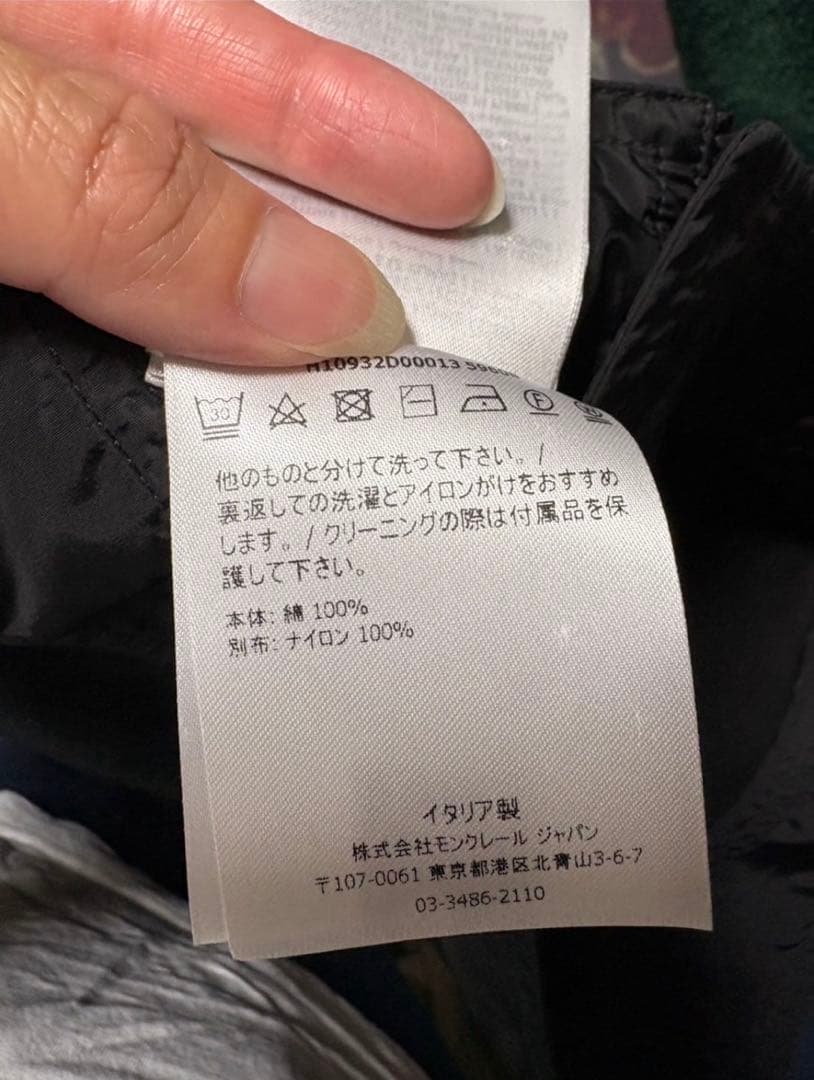 H10932D00013
30
P
W
他のものと分けて洗って下さい。/
裏返しての洗濯とアイロンがけをおすすめ
します。/ クリーニングの際は付属品を保
護して下さい。
本体: 綿 100%
別布: ナイロン 100%
イタリア製
株式会社モンクレール ジャパン
〒107-0061 東京都港区北青山3-6-7
03-3486-2110